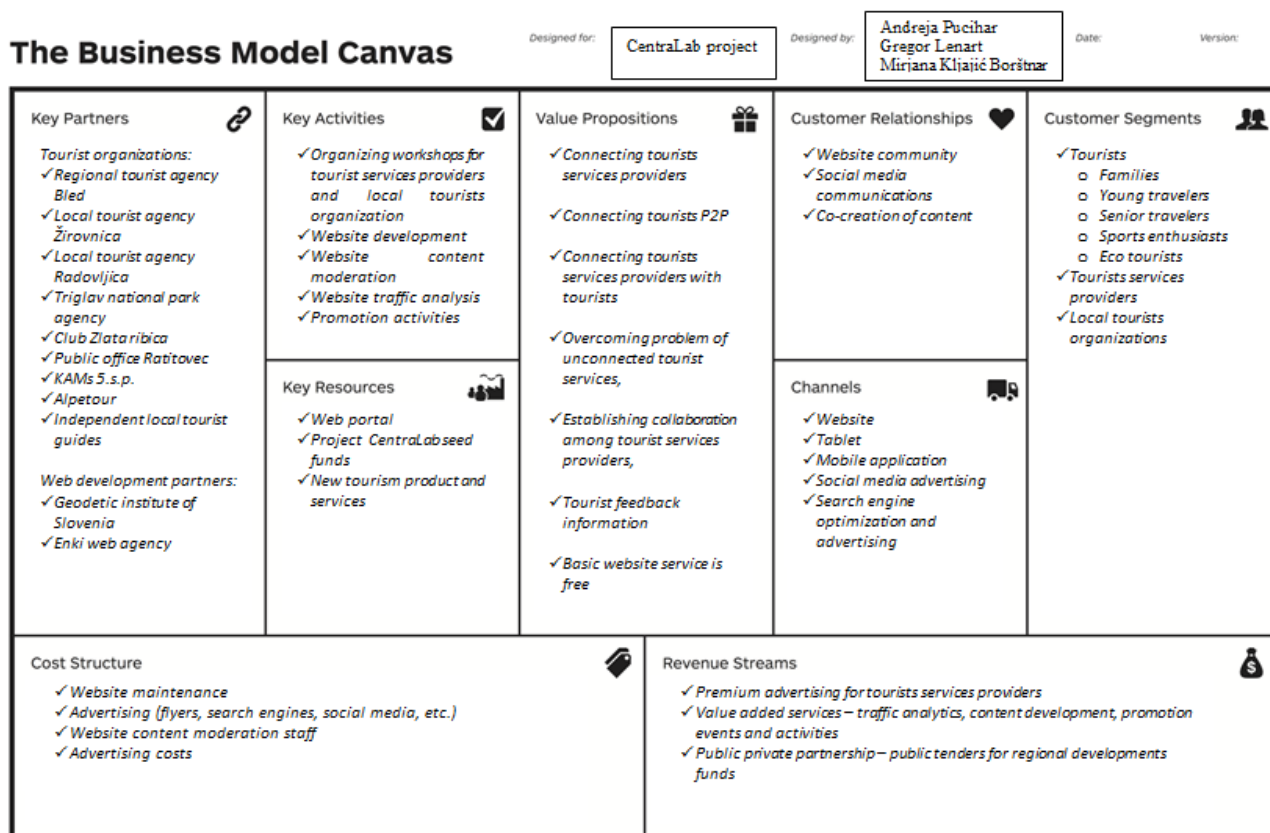 The Business Model Canvas
Designed for:
CentraLab project
Designed by:
Andreja Pucihar
Gregor Lenart
Mirjana Kljajić Borštnar
Date:
Version:
Key Partners
Tourist organizations:
✓Regional tourist agency
Bled
✓Local tourist agency
Žirovnica
✓Local tourist agency
Radovljica
✓Triglav national park
agency
✓Club Zlata ribica
✓Public office Ratitovec
✓KAMs 5.s.p.
✓Alpetour
✓Independent local tourist
guides
Web development partners:
✓Geodetic institute of
Slovenia
✓Enki web agency
Key Activities
✓Organizing workshops for
tourist services providers
and local tourists
organization
✓Website development
✓Website content
moderation
✓Website traffic analysis
✓Promotion activities
Key Resources
✓Web portal
✓Project CentraLab seed
funds
✓New tourism product and
services
Value Propositions
✓Connecting tourists
services providers
✓Connecting tourists P2P
✓Connecting tourists
services providers with
tourists
✓Overcoming problem of
unconnected tourist
services,
✓Establishing collaboration
among tourist services
providers,
✓Tourist feedback
information
✓Basic website service is
free
Customer Relationships
✓Website community
✓Social media
communications
✓Co-creation of content
Channels
✓Website
✓Tablet
✓Mobile application
✓Social media advertising
✓Search engine
optimization and
advertising
Customer Segments
✓Tourists
o Families
o Young travelers
o Senior travelers
o Sports enthusiasts
o Eco tourists
✓Tourists services
providers
✓Local tourists
organizations
Cost Structure
✓Website maintenance
✓Advertising (flyers, search engines, social media, etc.)
✓Website content moderation staff
✓Advertising costs
Revenue Streams
✓Premium advertising for tourists services providers
✓Value added services – traffic analytics, content development, promotion
events and activities
✓Public private partnership – public tenders for regional developments
funds